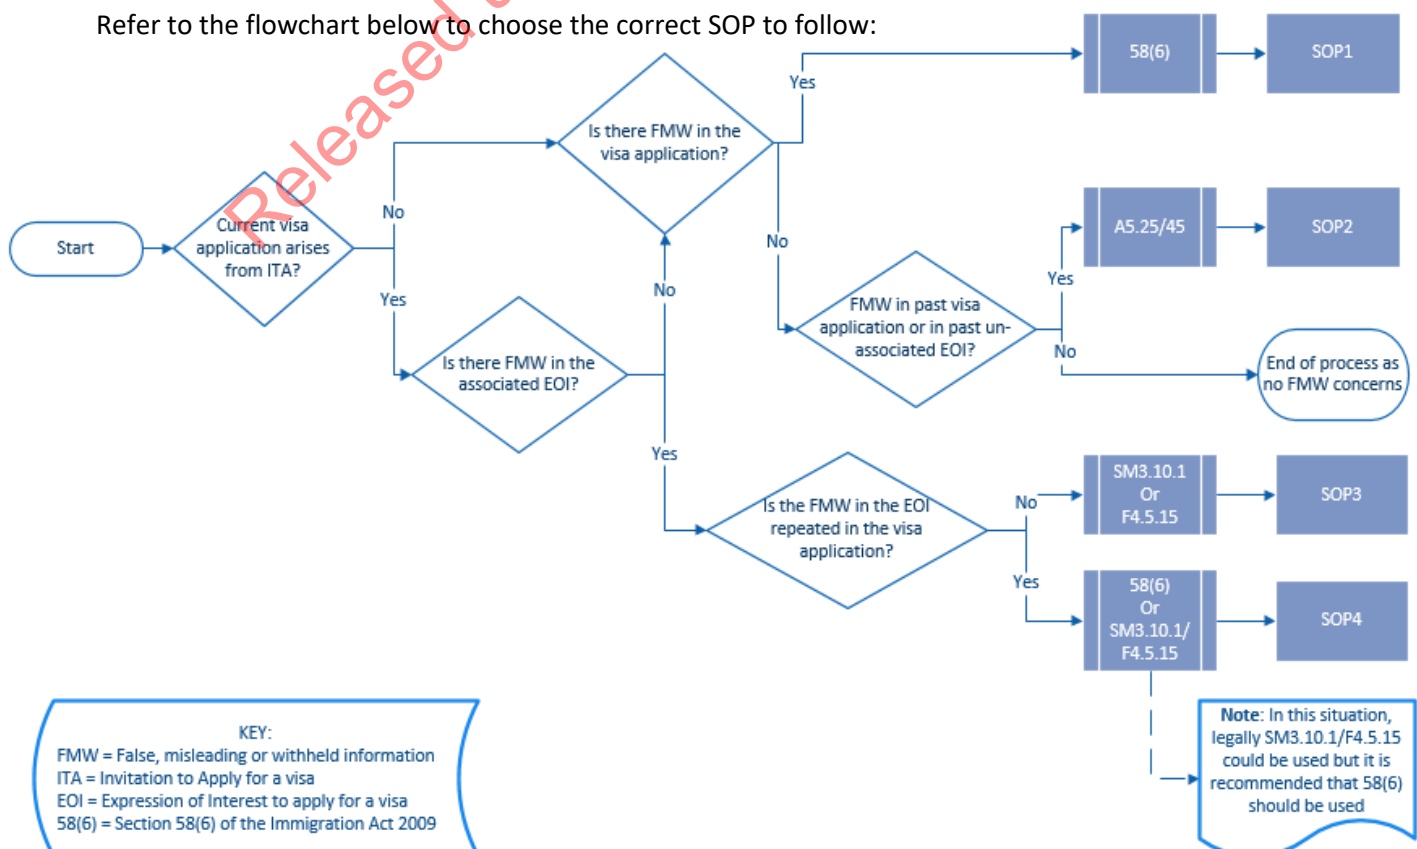 Refer to the flowchart below to choose the correct SOP to follow:
Released
Start
Current visa
application arises
from ITA?
No
Yes
Is there FMW in the
visa application?
Yes
No
58(6)
SOP1
Is there FMW in the
associated EOI?
No
Yes
FMW in past visa
application or in past un-
associated EOI?
Yes
No
A5.25/45
SOP2
End of process as
no FMW concerns
Is the FMW in the EOI
repeated in the visa
application?
No
Yes
SM3.10.1
Or
F4.5.15
SOP3
58(6)
Or
SM3.10.1/
F4.5.15
SOP4
Note: In this situation,
legally SM3.10.1/F4.5.15
could be used but it is
recommended that 58(6)
should be used
KEY:
FMW = False, misleading or withheld information
ITA = Invitation to Apply for a visa
EOI = Expression of Interest to apply for a visa
58(6) = Section 58(6) of the Immigration Act 2009